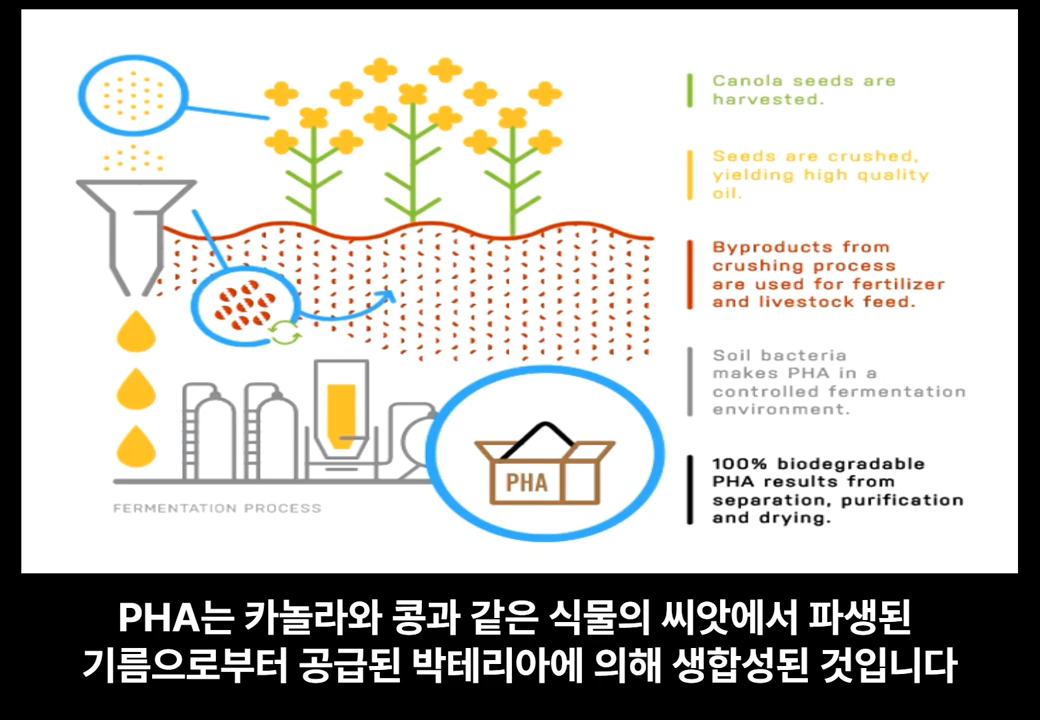 Canola seeds are
harvested.
Seeds are crushed,
yielding high quality
oil.
Byproducts from
crushing process
are used for fertilizer
and livestock feed.
Soil bacteria
makes PHA in a
controlled fermentation
environment.
100% biodegradable
PHA results from
separation, purification
and drying.
PHA
FERMENTATION PROCESS
PHA는 카놀라와 콩과 같은 식물의 씨앗에서 파생된
기름으로부터 공급된 박테리아에 의해 생합성된 것입니다